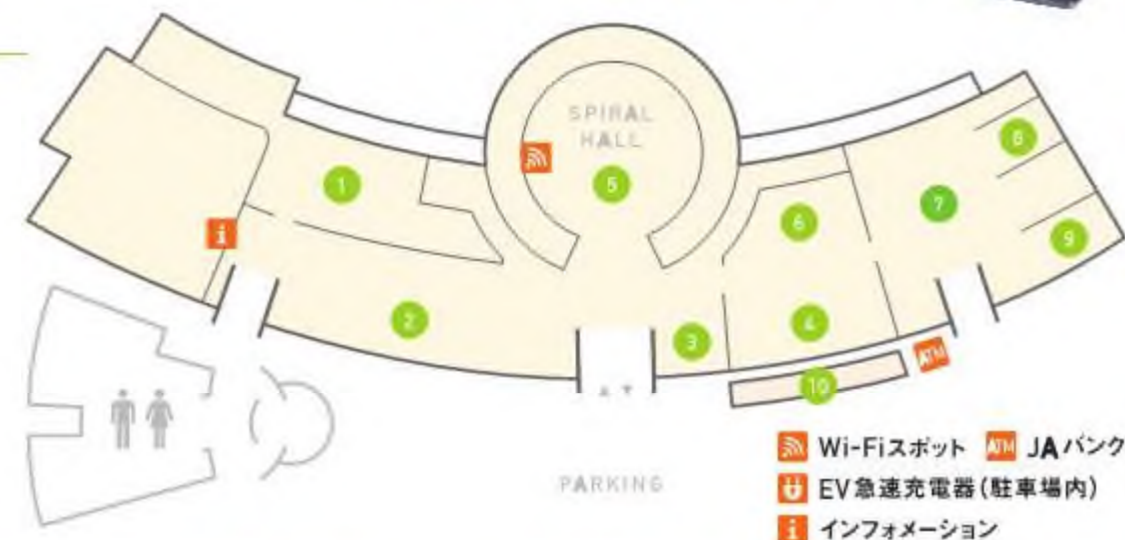 SPIRAL
HALL
1
5
8
6
7
i
9
2
4
3
ATM
10
Wi-Fiスポット
ATM JAバンク
PARKING
EV急速充電器(駐車場内)
i インフォメーション